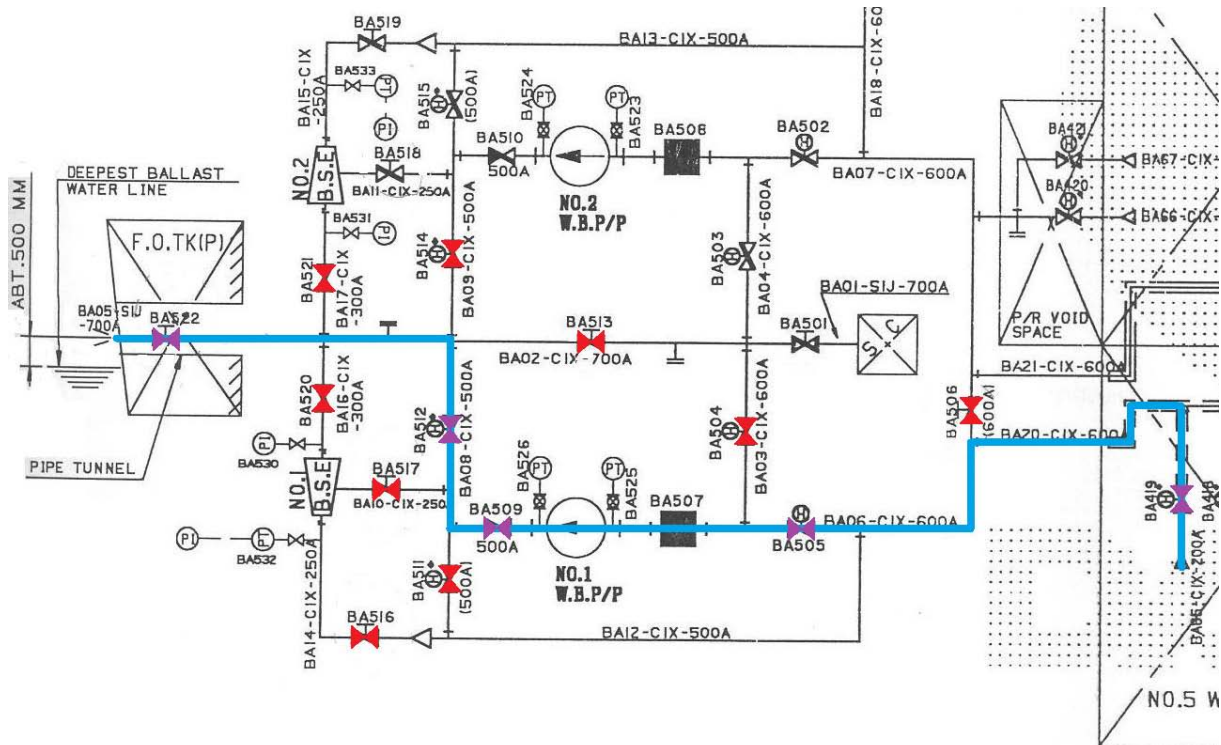 BA519
BA13-CIX-500A
BA18-CIX-600
BA15-CIX
-250A
BA533
PT
PI
BA515
(500A)
BA524
PT
PT
BA523
BA510
500A
BA508
BA502
BA07-CIX-600A
BA421
BA67-CIX-
BA420
BA66-CIX-
DEEPEST BALLAST
WATER LINE
NO.2
B.S.E
BA518
BA11-CIX-250A
NO.2
W.B.P/P
ABT.500 MM
F.O.TK(P)
BA531
PI
BA514
BA09-CIX-500A
BA503
BA04-CIX-600A
BA521
BA17-CIX
-300A
BA01-SIJ-700A
BA05-SIJ
-700A
BA522
BA513
BA02-CIX-700A
BA501
S C
P/R VOID
SPACE
BA21-CIX-600A
BA520
BA16-CIX
-300A
BA512
BA08-CIX-500A
BA504
BA03-CIX-600A
BA506
(600A)
BA20-CIX-600A
PIPE TUNNEL
PI
BA530
NO.1
B.S.E
BA517
BA10-CIX-250
BA526
PT
PT
BA525
BA507
BA509
500A
BA505
BA06-CIX-600A
BA419
BA418
BA65-CIX-200A
PI
PT
BA532
BA511
(500A)
NO.1
W.B.P/P
BA14-CIX-250A
BA516
BA12-CIX-500A
NO.5 W